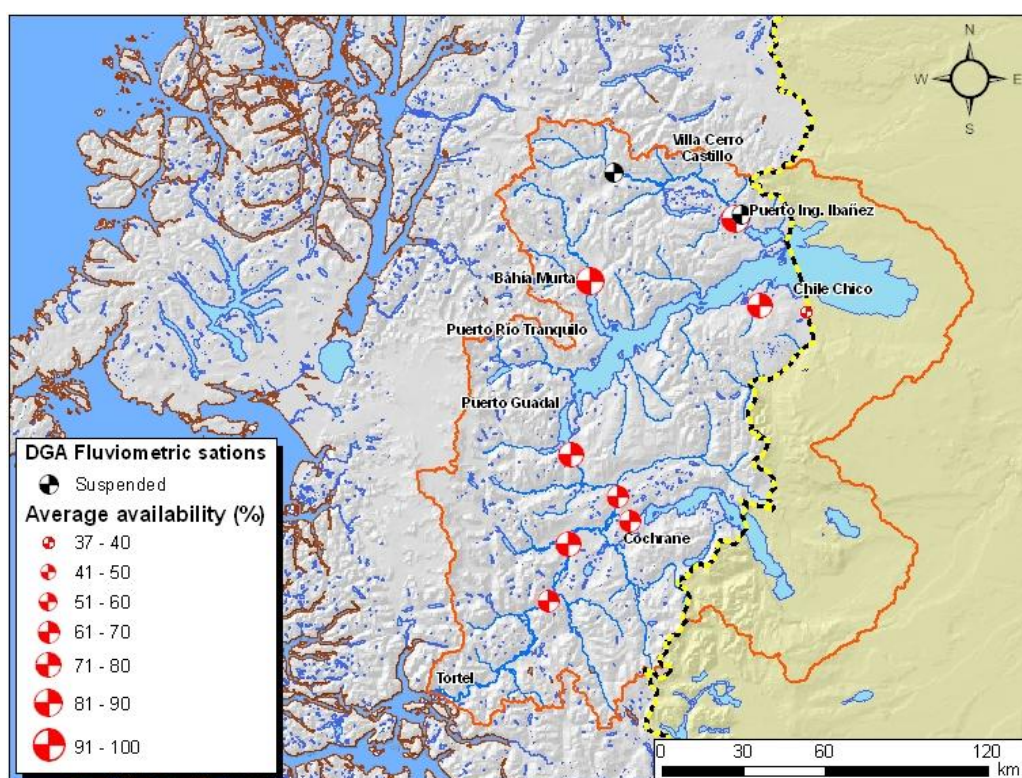 N
W E
S
Villa Cerro
Castillo
Puerto Ing. Ibañez
Bahía Murta
Chile Chico
Puerto Río Tranquilo
Puerto Guadal
Cochrane
Tortel
DGA Fluviometric sations
Suspended
Average availability (%)
37 - 40
41 - 50
51 - 60
61 - 70
71 - 80
81 - 90
91 - 100
0 30 60 120
km